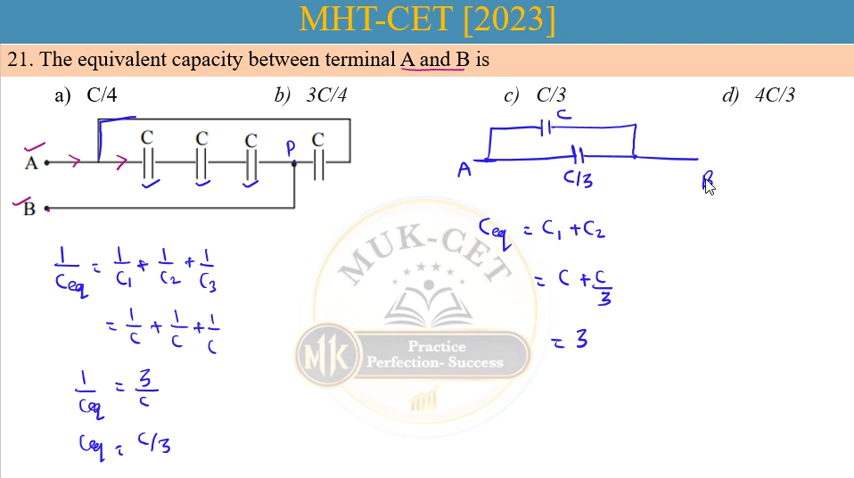 MHT-CET [2023]
21. The equivalent capacity between terminal A and B is
a) C/4 b) 3C/4 c) C/3 d) 4C/3
C C C P C
A
B
C
A C/3 B
1/Ceq = 1/C1 + 1/C2 + 1/C3
= 1/C + 1/C + 1/C
1/Ceq = 3/C
Ceq = C/3
Ceq = C1 + C2
= C + C/3
= 3
MUK-CET
MK
Practice
Perfection- Success